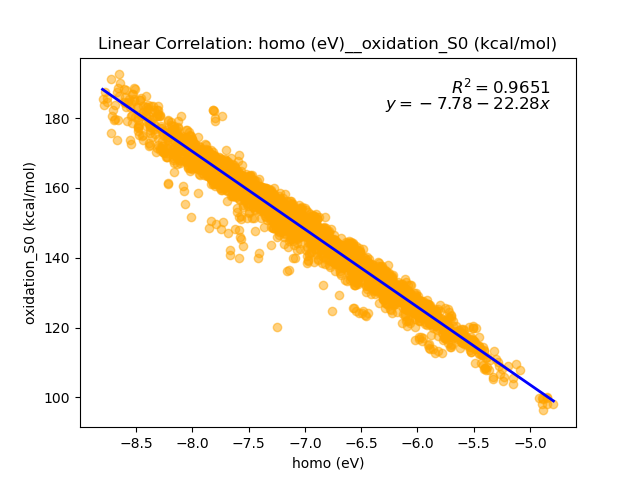 Linear Correlation: homo (eV)__oxidation_S0 (kcal/mol)
R² = 0.9651
y = − 7.78 − 22.28x
oxidation_S0 (kcal/mol)
180
160
140
120
100
−8.5 −8.0 −7.5 −7.0 −6.5 −6.0 −5.5 −5.0
homo (eV)